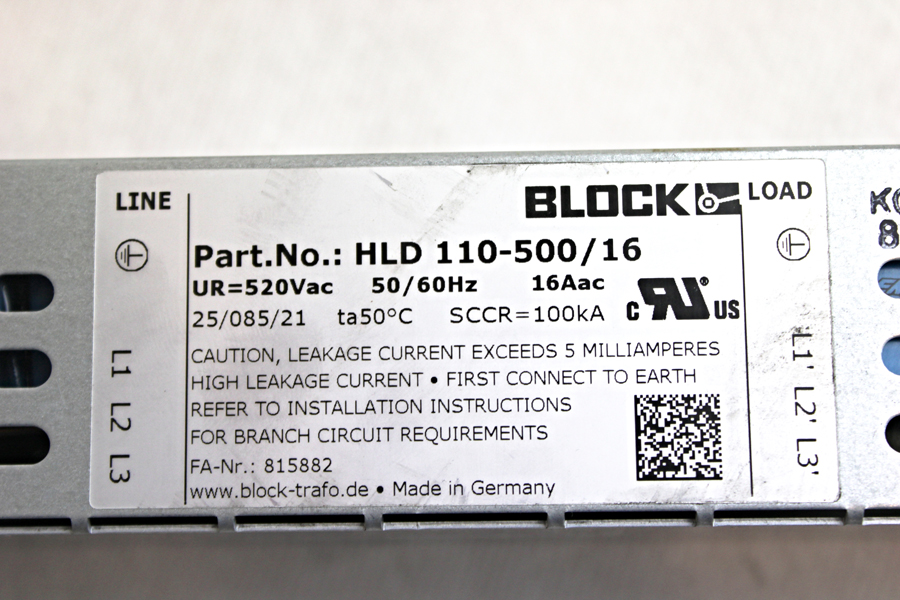 LINE
BLOCK
LOAD
Part.No.: HLD 110-500/16
UR=520Vac 50/60Hz 16Aac
25/085/21 ta50°C SCCR=100kA
c RU® US
CAUTION, LEAKAGE CURRENT EXCEEDS 5 MILLIAMPERES
HIGH LEAKAGE CURRENT • FIRST CONNECT TO EARTH
REFER TO INSTALLATION INSTRUCTIONS
FOR BRANCH CIRCUIT REQUIREMENTS
FA-Nr.: 815882
www.block-trafo.de • Made in Germany
L1 L2 L3
L1' L2' L3'